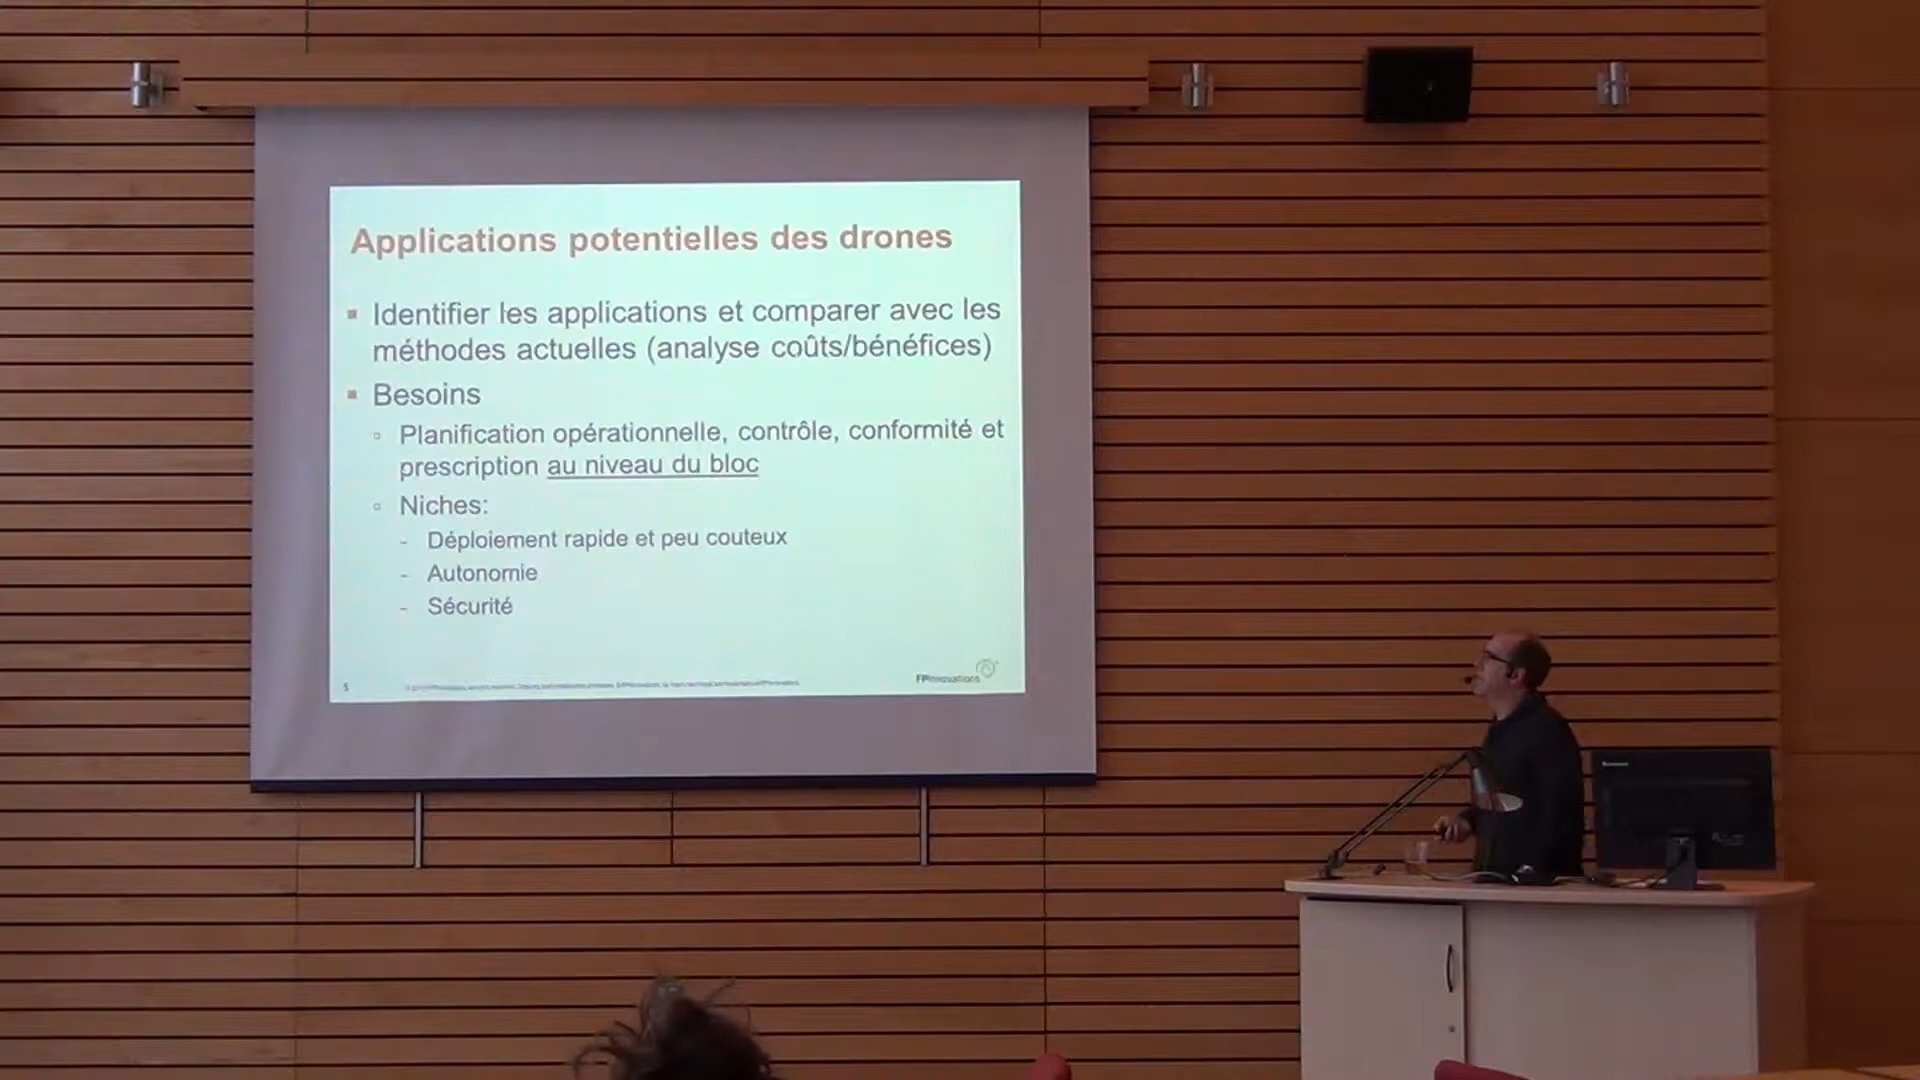 Applications potentielles des drones
▪ Identifier les applications et comparer avec les
méthodes actuelles (analyse coûts/bénéfices)
▪ Besoins
▫ Planification opérationnelle, contrôle, conformité et
prescription au niveau du bloc
▫ Niches:
- Déploiement rapide et peu couteux
- Autonomie
- Sécurité
5
FPInnovations